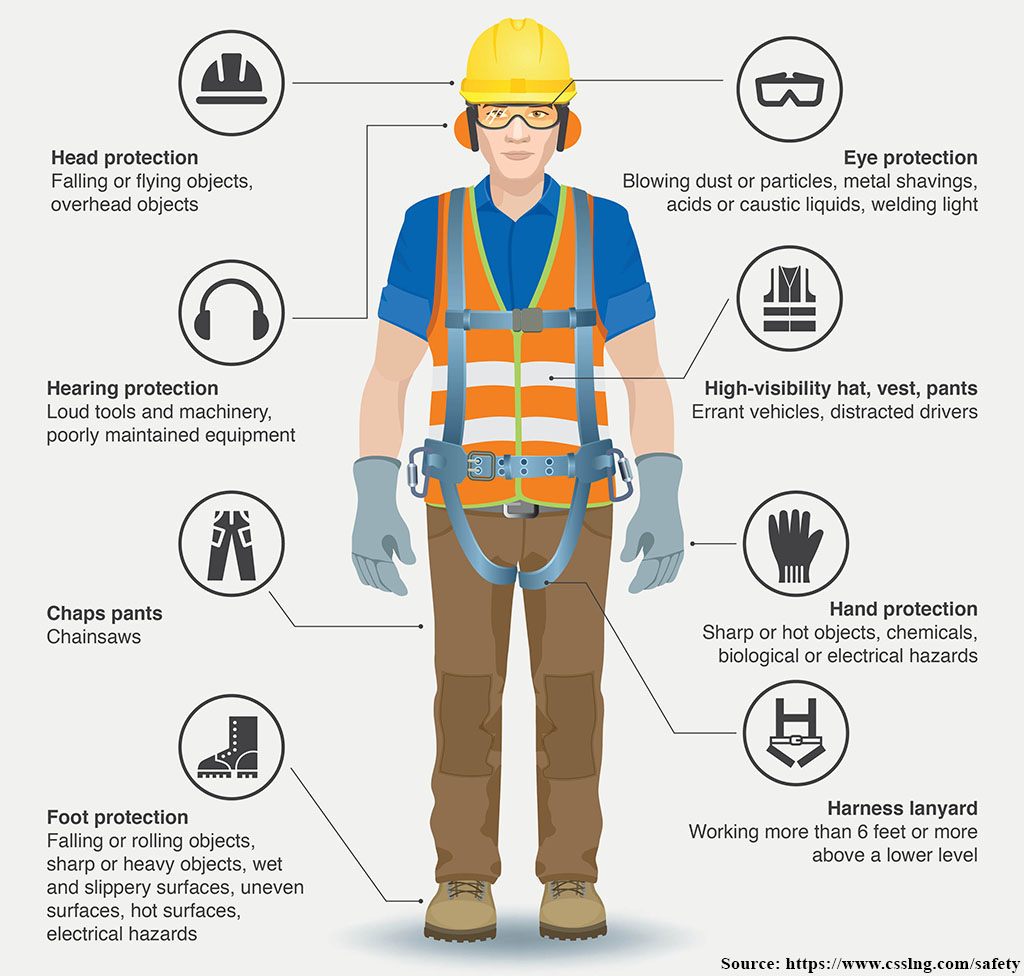 Head protection
Falling or flying objects,
overhead objects
Eye protection
Blowing dust or particles, metal shavings,
acids or caustic liquids, welding light
Hearing protection
Loud tools and machinery,
poorly maintained equipment
High-visibility hat, vest, pants
Errant vehicles, distracted drivers
Chaps pants
Chainsaws
Hand protection
Sharp or hot objects, chemicals,
biological or electrical hazards
Foot protection
Falling or rolling objects,
sharp or heavy objects, wet
and slippery surfaces, uneven
surfaces, hot surfaces,
electrical hazards
Harness lanyard
Working more than 6 feet or more
above a lower level
Source: https://www.csslng.com/safety